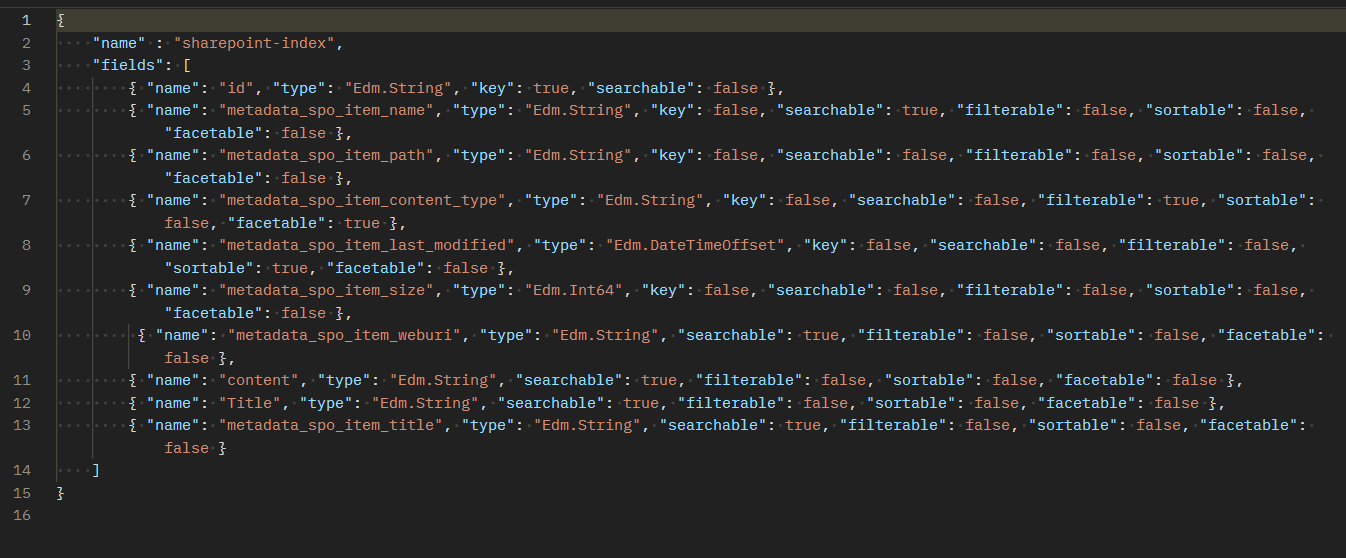 1 {
2 "name" : "sharepoint-index",
3 "fields": [
4 { "name": "id", "type": "Edm.String", "key": true, "searchable": false },
5 { "name": "metadata_spo_item_name", "type": "Edm.String", "key": false, "searchable": true, "filterable": false, "sortable": false,
"facetable": false },
6 { "name": "metadata_spo_item_path", "type": "Edm.String", "key": false, "searchable": false, "filterable": false, "sortable": false,
"facetable": false },
7 { "name": "metadata_spo_item_content_type", "type": "Edm.String", "key": false, "searchable": false, "filterable": true, "sortable":
false, "facetable": true },
8 { "name": "metadata_spo_item_last_modified", "type": "Edm.DateTimeOffset", "key": false, "searchable": false, "filterable": false,
"sortable": true, "facetable": false },
9 { "name": "metadata_spo_item_size", "type": "Edm.Int64", "key": false, "searchable": false, "filterable": false, "sortable": false,
"facetable": false },
10 { "name": "metadata_spo_item_weburi", "type": "Edm.String", "searchable": true, "filterable": false, "sortable": false, "facetable":
false },
11 { "name": "content", "type": "Edm.String", "searchable": true, "filterable": false, "sortable": false, "facetable": false },
12 { "name": "Title", "type": "Edm.String", "searchable": true, "filterable": false, "sortable": false, "facetable": false },
13 { "name": "metadata_spo_item_title", "type": "Edm.String", "searchable": true, "filterable": false, "sortable": false, "facetable":
false }
14 ]
15 }
16